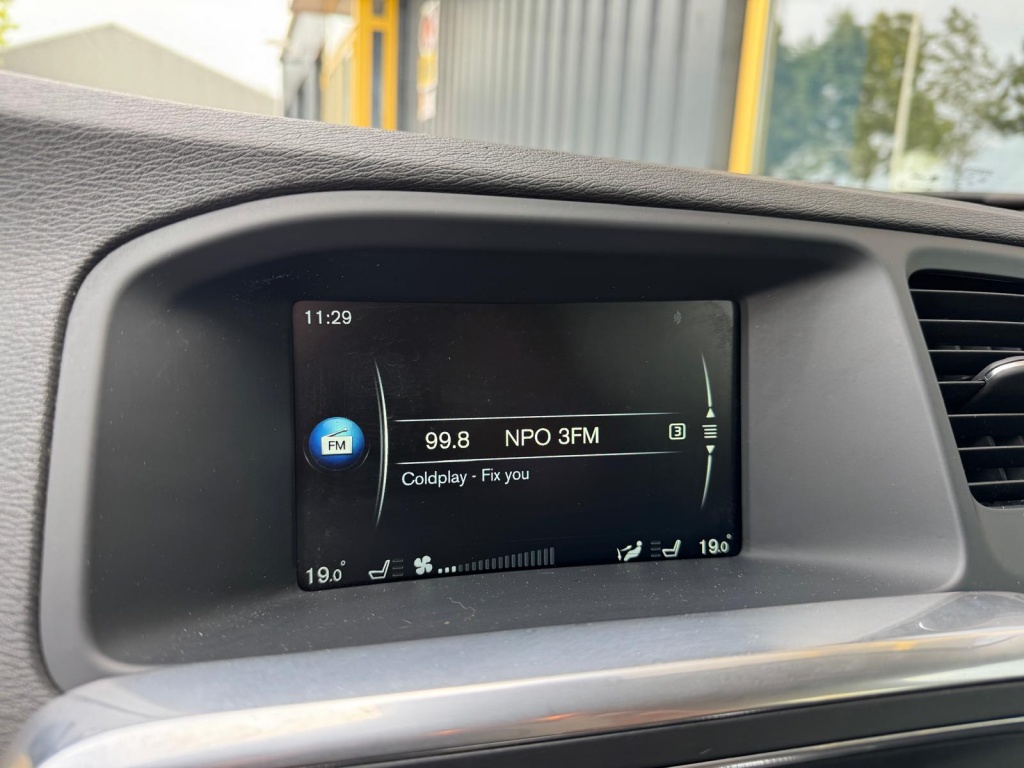 11:29
FM
99.8 NPO 3FM 3
Coldplay - Fix you
19.0° 19.0°